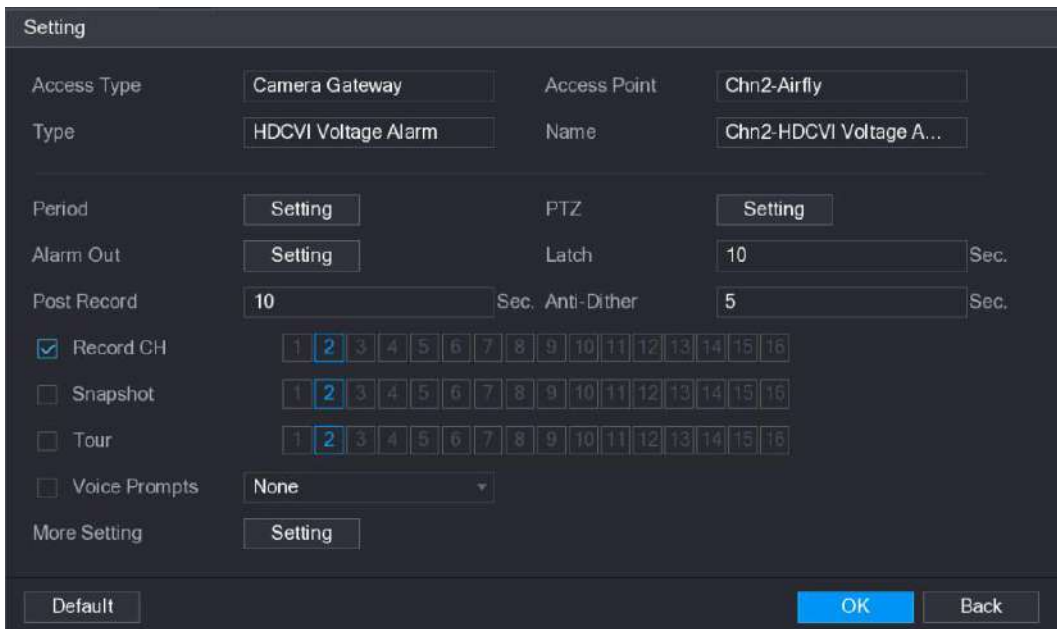 Setting
Access Type Camera Gateway Access Point Chn2-Airfly
Type HDCVI Voltage Alarm Name Chn2-HDCVI Voltage A...
Period Setting PTZ Setting
Alarm Out Setting Latch 10 Sec.
Post Record 10 Sec. Anti-Dither 5 Sec.
Record CH 1 2 3 4 5 6 7 8 9 10 11 12 13 14 15 16
Snapshot 1 2 3 4 5 6 7 8 9 10 11 12 13 14 15 16
Tour 1 2 3 4 5 6 7 8 9 10 11 12 13 14 15 16
Voice Prompts None
More Setting Setting
Default OK Back